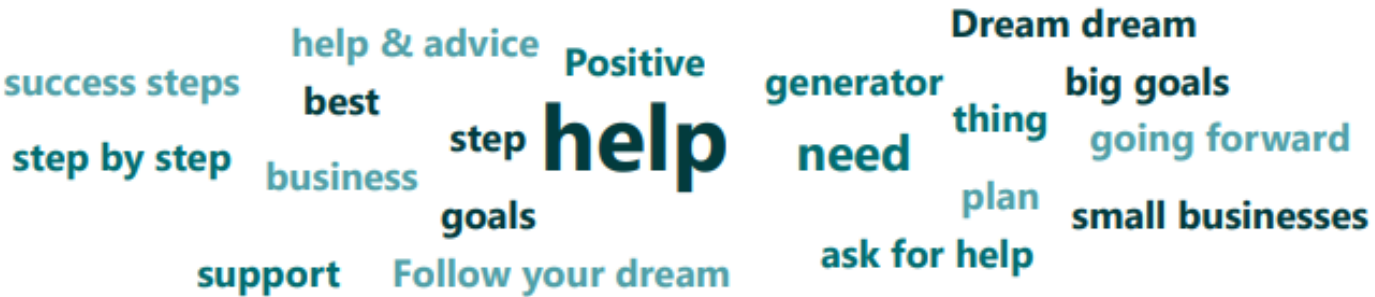 Dream dream
help & advice
Positive
success steps
best
generator
big goals
step
help
thing
step by step
need
going forward
business
plan
goals
small businesses
ask for help
support
Follow your dream